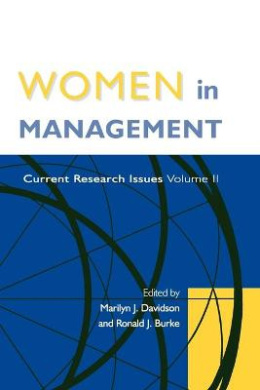 WOMEN in
MANAGEMENT
Current Research Issues Volume II
Edited by
Marilyn J. Davidson
and Ronald J. Burke